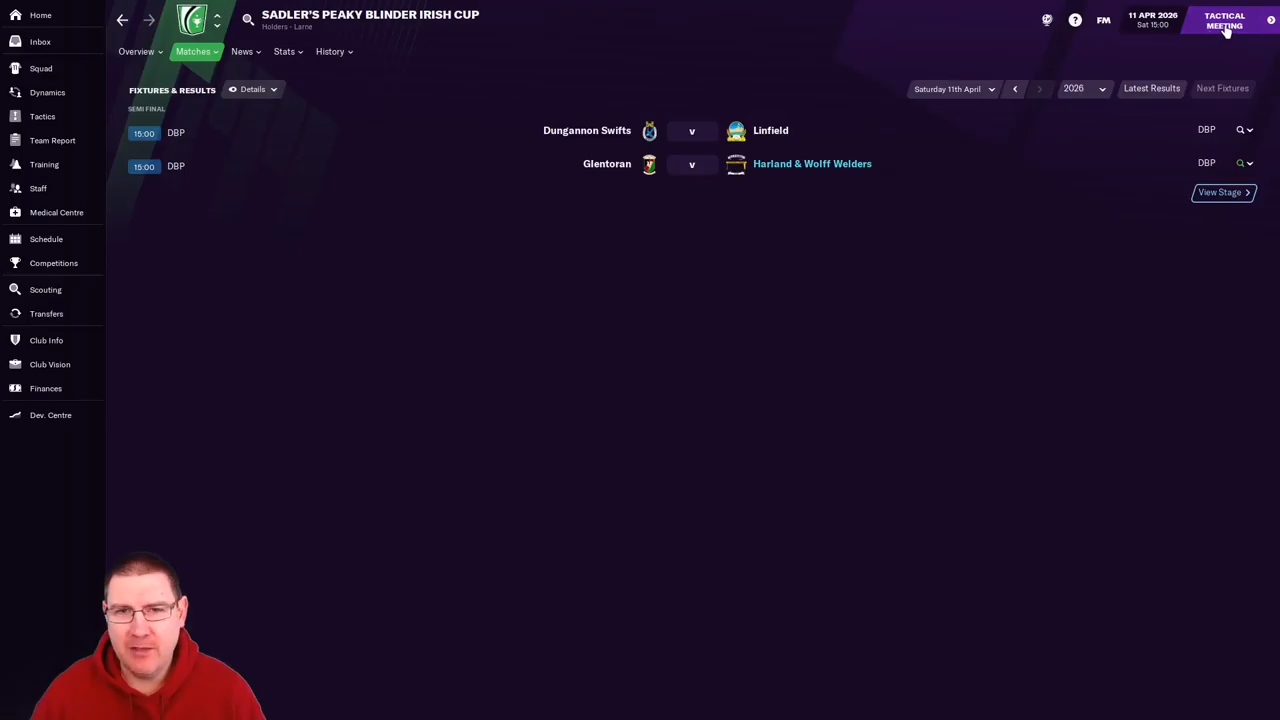 Home
Inbox
Squad
Dynamics
Tactics
Team Report
Training
Staff
Medical Centre
Schedule
Competitions
Scouting
Transfers
Club Info
Club Vision
Finances
Dev. Centre
SADLER'S PEAKY BLINDER IRISH CUP
Holders - Larne
? FM 11 APR 2026 Sat 15:00 TACTICAL MEETING
Overview Matches News Stats History
FIXTURES & RESULTS Details Saturday 11th April 2026 Latest Results Next Fixtures
SEMI FINAL
15:00 DBP Dungannon Swifts v Linfield DBP
15:00 DBP Glentoran v Harland & Wolff Welders DBP
View Stage